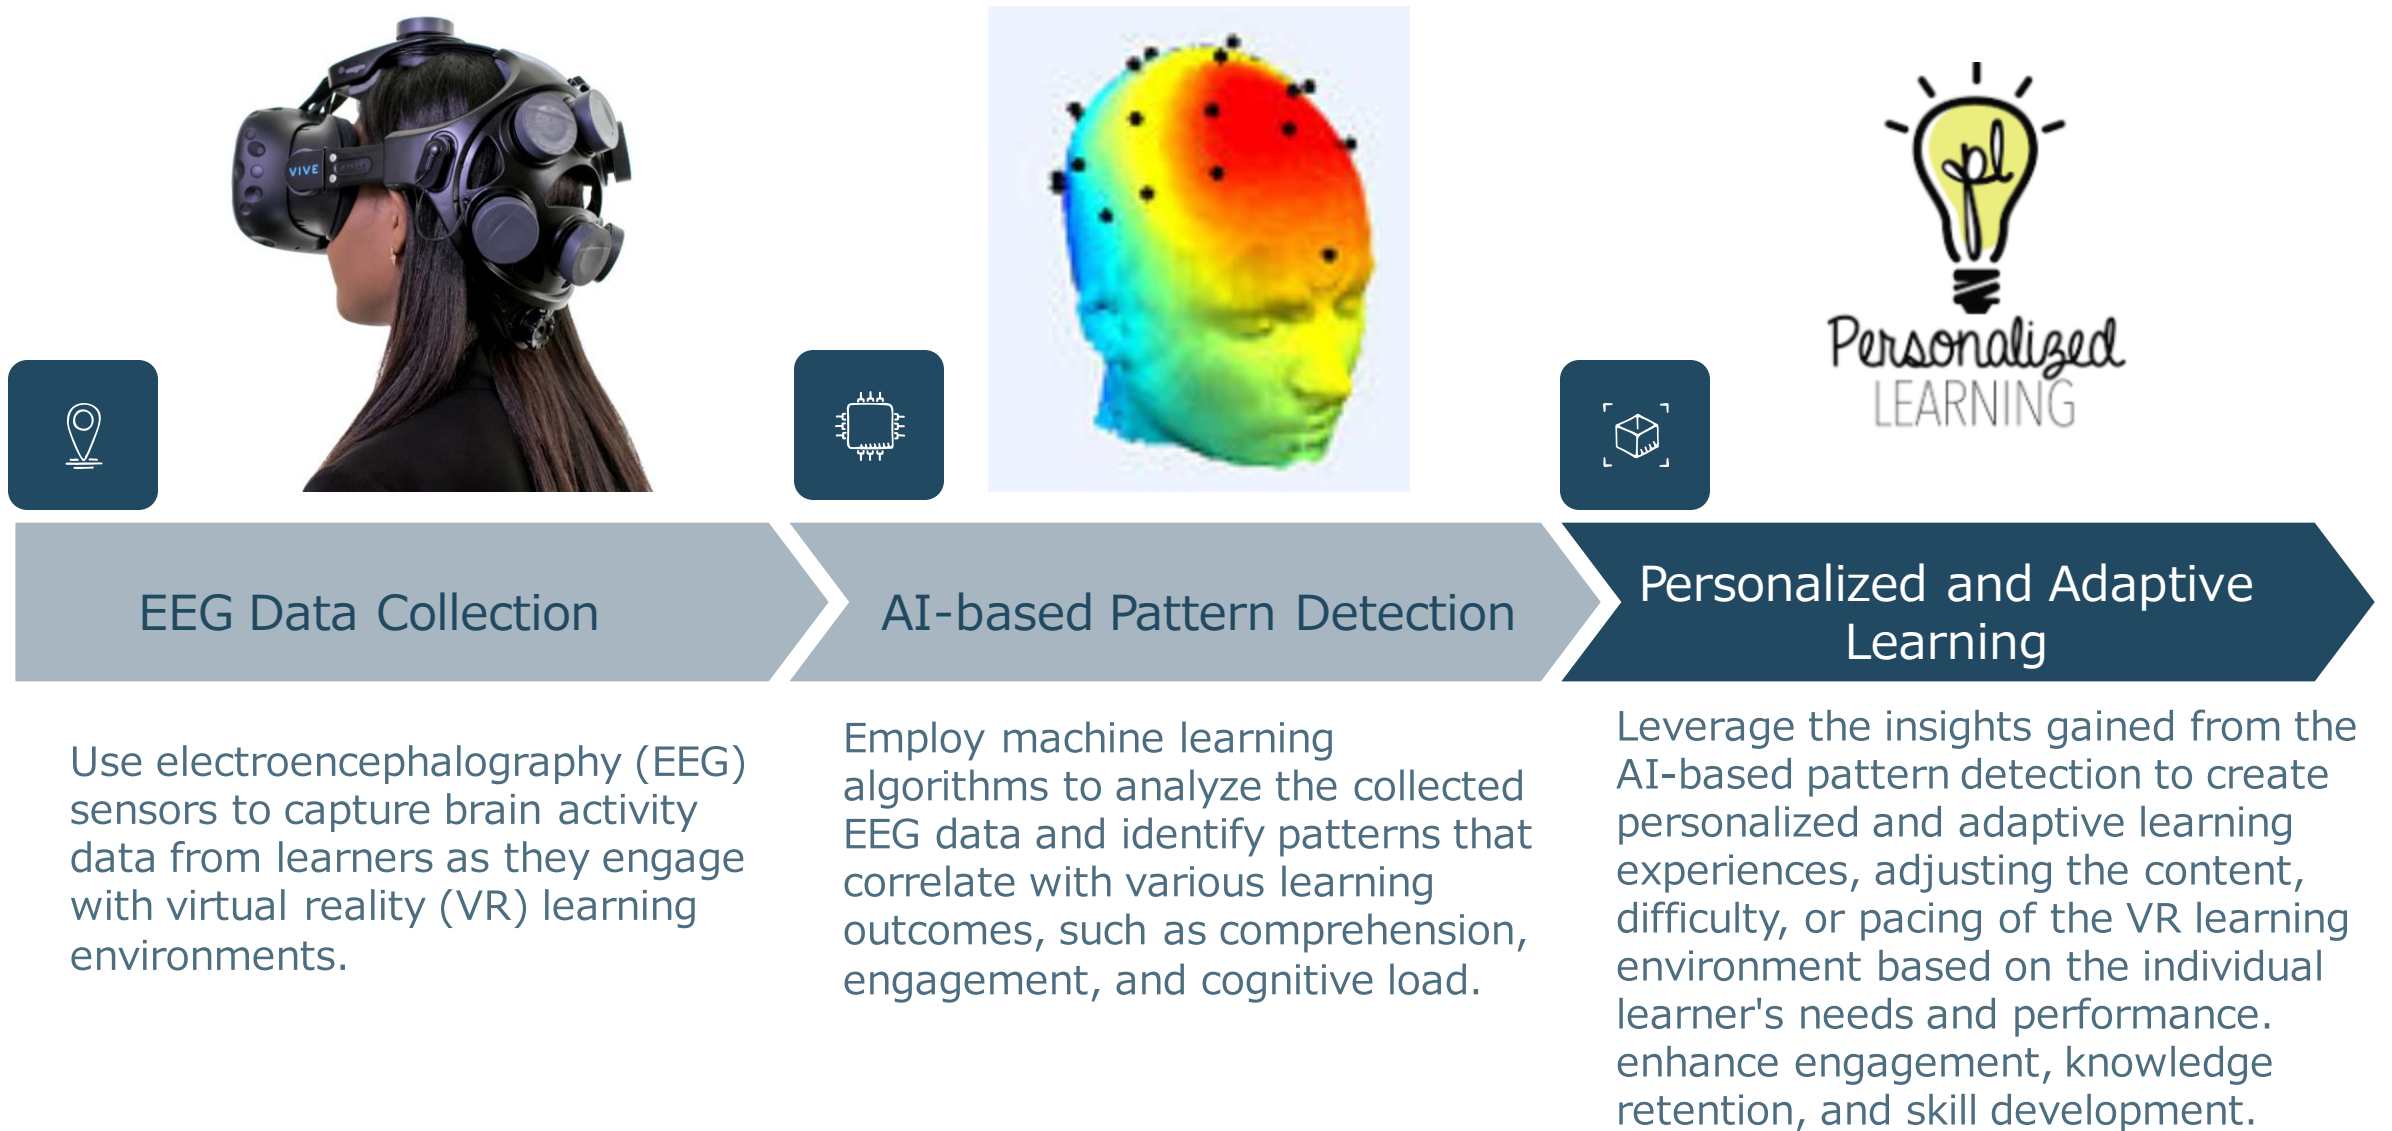 VIVE
pl
Personalized
LEARNING
EEG Data Collection
AI-based Pattern Detection
Personalized and Adaptive
Learning
Use electroencephalography (EEG)
sensors to capture brain activity
data from learners as they engage
with virtual reality (VR) learning
environments.
Employ machine learning
algorithms to analyze the collected
EEG data and identify patterns that
correlate with various learning
outcomes, such as comprehension,
engagement, and cognitive load.
Leverage the insights gained from the
AI-based pattern detection to create
personalized and adaptive learning
experiences, adjusting the content,
difficulty, or pacing of the VR learning
environment based on the individual
learner's needs and performance.
enhance engagement, knowledge
retention, and skill development.